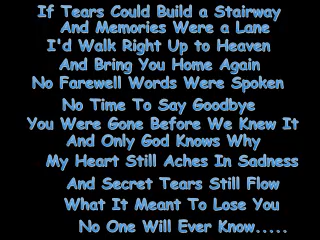 If Tears Could Build a Stairway
And Memories Were a Lane
I'd Walk Right Up to Heaven
And Bring You Home Again
No Farewell Words Were Spoken
No Time To Say Goodbye
You Were Gone Before We Knew It
And Only God Knows Why
My Heart Still Aches In Sadness
And Secret Tears Still Flow
What It Meant To Lose You
No One Will Ever Know.....